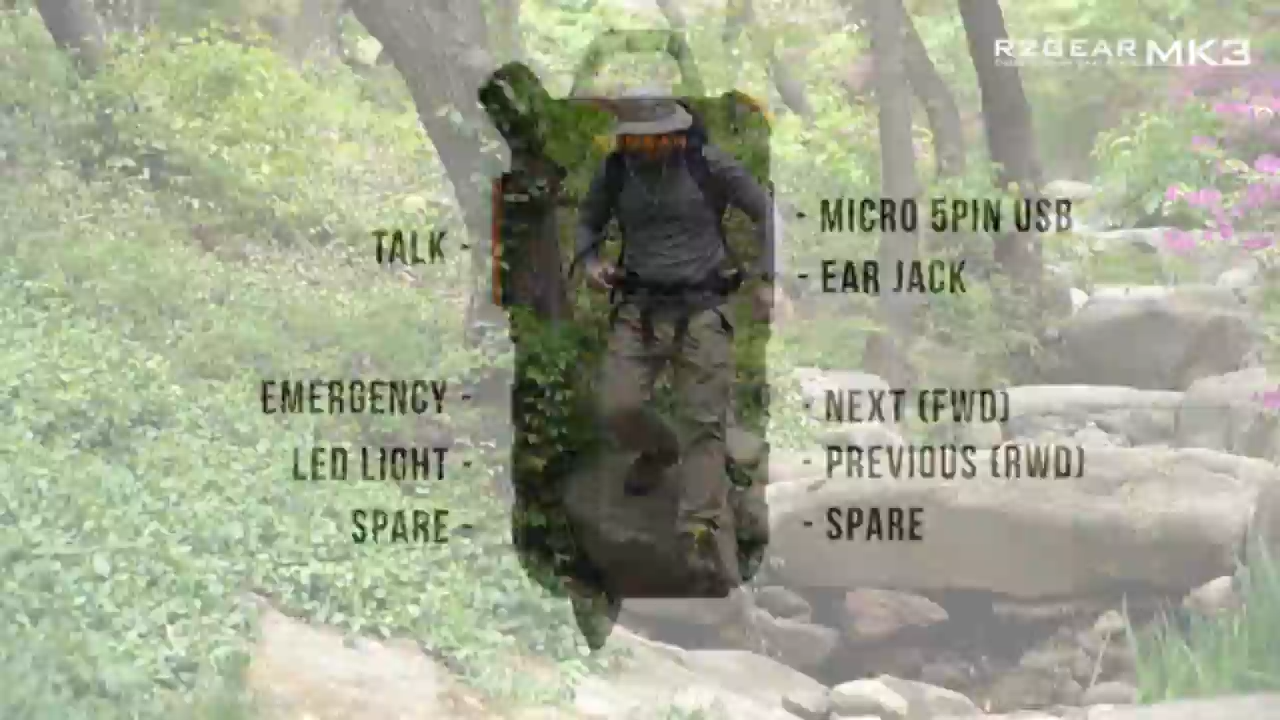 R2GEAR MK3
TALK -
- MICRO 5PIN USB
- EAR JACK
EMERGENCY -
LED LIGHT -
SPARE -
- NEXT (FWD)
- PREVIOUS (RWD)
- SPARE